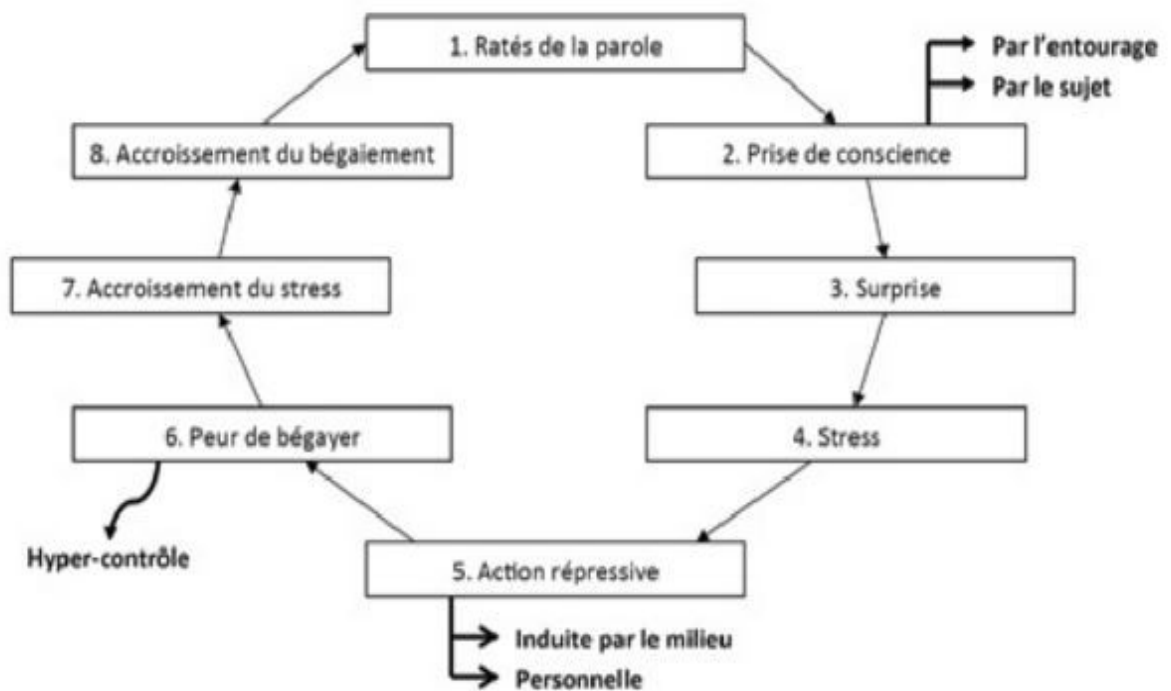 1. Ratés de la parole
Par l'entourage
Par le sujet
2. Prise de conscience
3. Surprise
4. Stress
5. Action répressive
Induite par le milieu
Personnelle
6. Peur de bégayer
Hyper-contrôle
7. Accroissement du stress
8. Accroissement du bégaiement